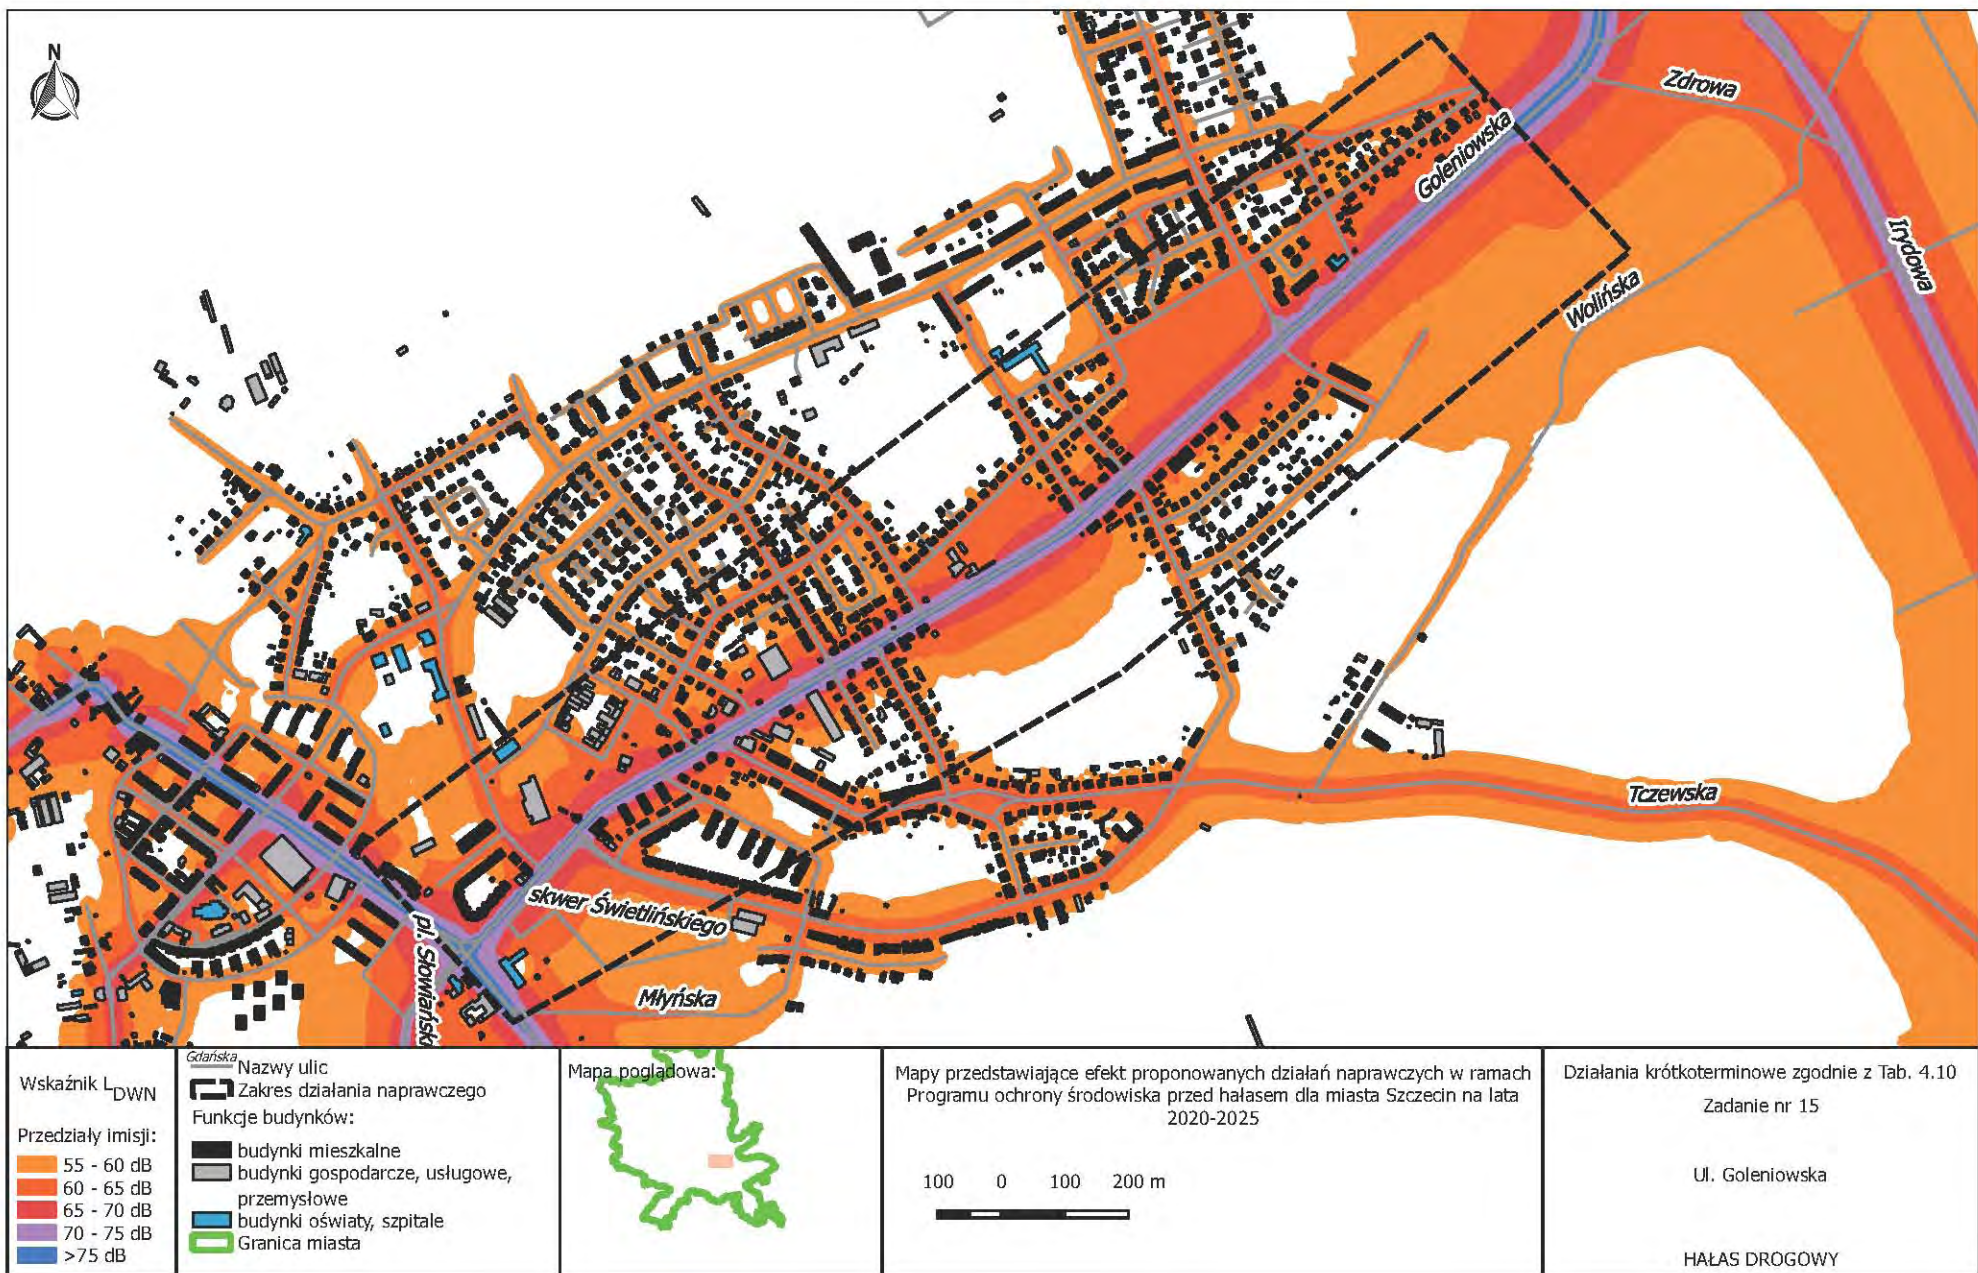 N
Zdrowa
Goleniowska
Irydowa
Wolińska
Tczewska
skwer Świetlińskiego
pl. Słowiański
Młyńska
Wskaźnik LDWN
Przedziały imisji:
55 - 60 dB
60 - 65 dB
65 - 70 dB
70 - 75 dB
>75 dB
Gdańska
Nazwy ulic
Zakres działania naprawczego
Funkcje budynków:
budynki mieszkalne
budynki gospodarcze, usługowe,
przemysłowe
budynki oświaty, szpitale
Granica miasta
Mapa poglądowa:
Mapy przedstawiające efekt proponowanych działań naprawczych w ramach
Programu ochrony środowiska przed hałasem dla miasta Szczecin na lata
2020-2025
100 0 100 200 m
Działania krótkoterminowe zgodnie z Tab. 4.10
Zadanie nr 15
Ul. Goleniowska
HAŁAS DROGOWY